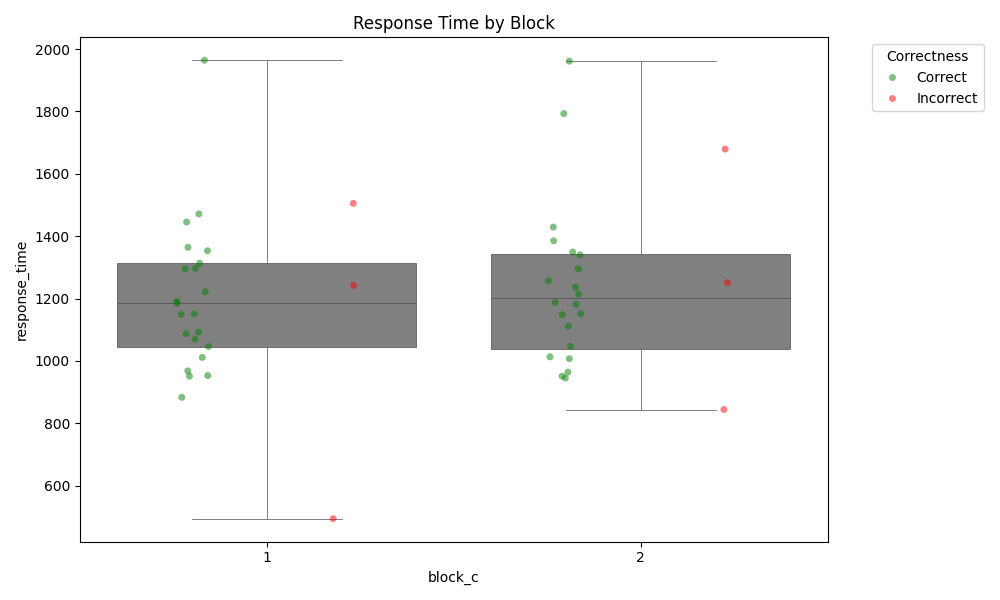 Response Time by Block
Correctness
Correct
Incorrect
response_time
2000
1800
1600
1400
1200
1000
800
600
1
2
block_c